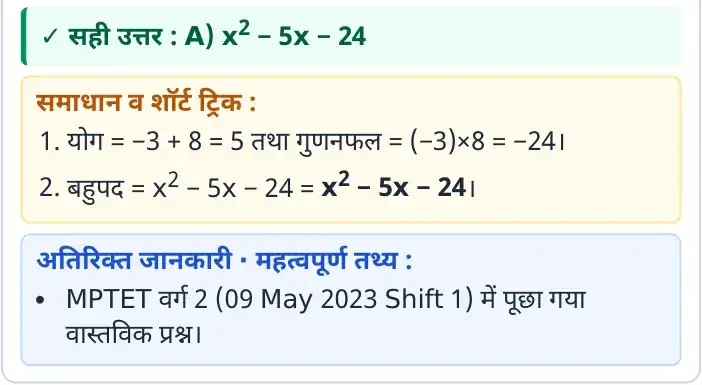 ✓ सही उत्तर : A) x² − 5x − 24
समाधान व शॉर्ट ट्रिक :
1. योग = −3 + 8 = 5 तथा गुणनफल = (−3)×8 = −24।
2. बहुपद = x² − 5x − 24 = x² − 5x − 24।
अतिरिक्त जानकारी · महत्वपूर्ण तथ्य :
• MPTET वर्ग 2 (09 May 2023 Shift 1) में पूछा गया
वास्तविक प्रश्न।